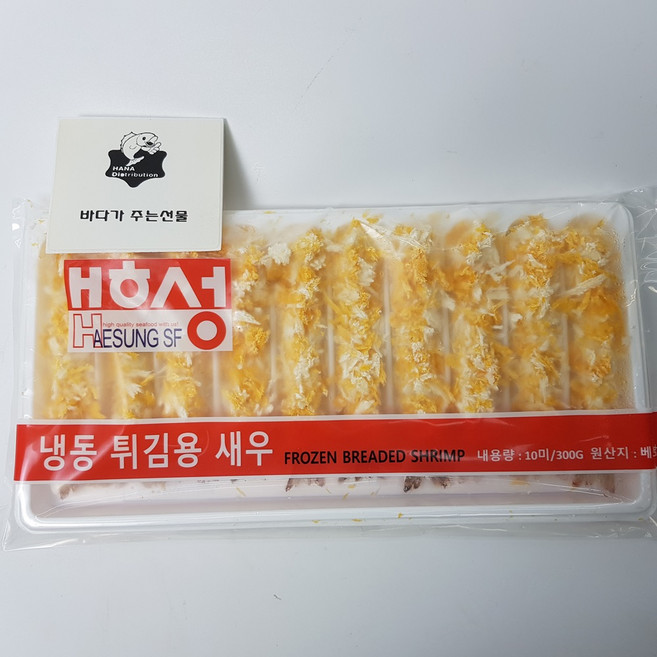 HANA
Distribution
바다가 주는선물
해성
high quality seafood with us!
HAESUNG SF
냉동 튀김용 새우 FROZEN BREADED SHRIMP 내용량 : 10미/300G 원산지 : 베